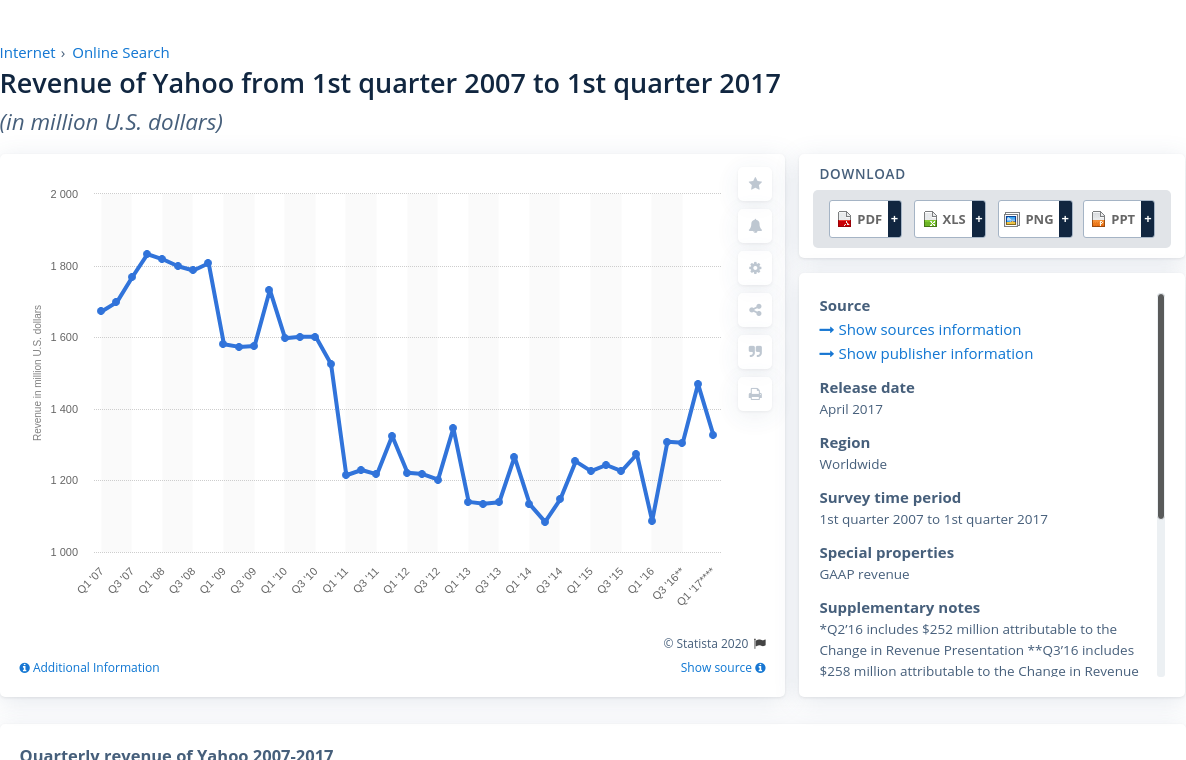 Internet › Online Search
Revenue of Yahoo from 1st quarter 2007 to 1st quarter 2017
(in million U.S. dollars)
2 000
1 800
1 600
1 400
1 200
1 000
Revenue in million U.S. dollars
Q1 '07
Q3 '07
Q1 '08
Q3 '08
Q1 '09
Q3 '09
Q1 '10
Q3 '10
Q1 '11
Q3 '11
Q1 '12
Q3 '12
Q1 '13
Q3 '13
Q1 '14
Q3 '14
Q1 '15
Q3 '15
Q1 '16
Q3 '16**
Q1 '17****
© Statista 2020
Additional Information
Show source
DOWNLOAD
PDF +
XLS +
PNG +
PPT +
Source
Show sources information
Show publisher information
Release date
April 2017
Region
Worldwide
Survey time period
1st quarter 2007 to 1st quarter 2017
Special properties
GAAP revenue
Supplementary notes
*Q2'16 includes $252 million attributable to the
Change in Revenue Presentation **Q3'16 includes
$258 million attributable to the Change in Revenue
Quarterly revenue of Yahoo 2007-2017